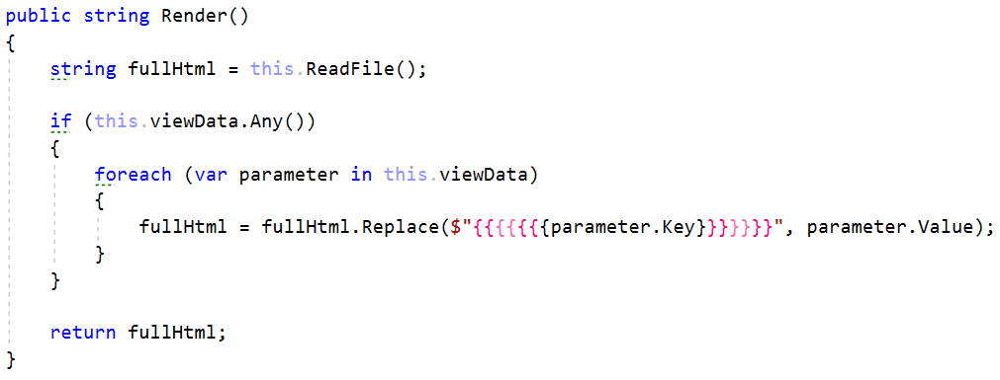 public string Render()
{
    string fullHtml = this.ReadFile();

    if (this.viewData.Any())
    {
        foreach (var parameter in this.viewData)
        {
            fullHtml = fullHtml.Replace($"{{{{{{{parameter.Key}}}}}}}", parameter.Value);
        }
    }

    return fullHtml;
}